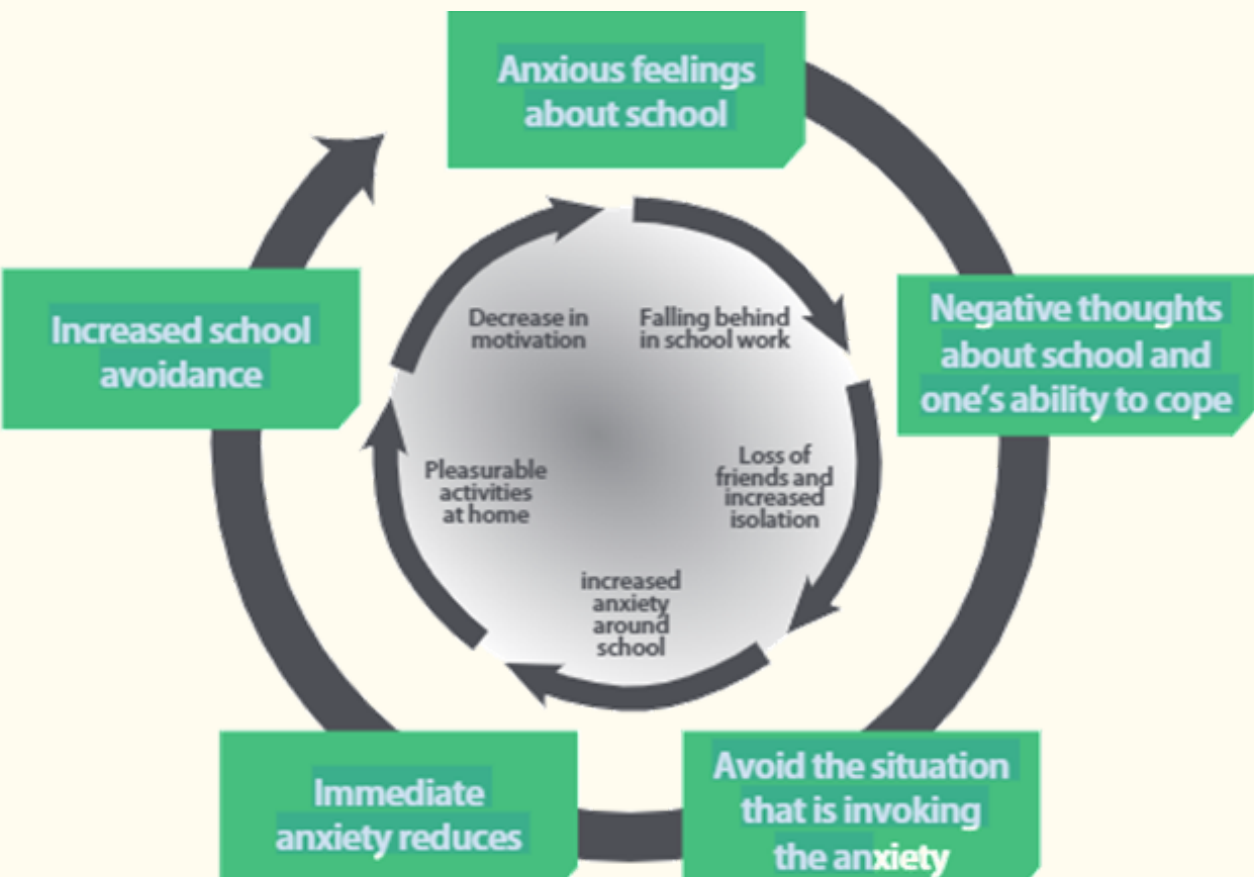 Anxious feelings
about school
Negative thoughts
about school and
one's ability to cope
Avoid the situation
that is invoking
the anxiety
Immediate
anxiety reduces
Increased school
avoidance
Falling behind
in school work
Loss of
friends and
increased
isolation
increased
anxiety
around
school
Pleasurable
activities
at home
Decrease in
motivation